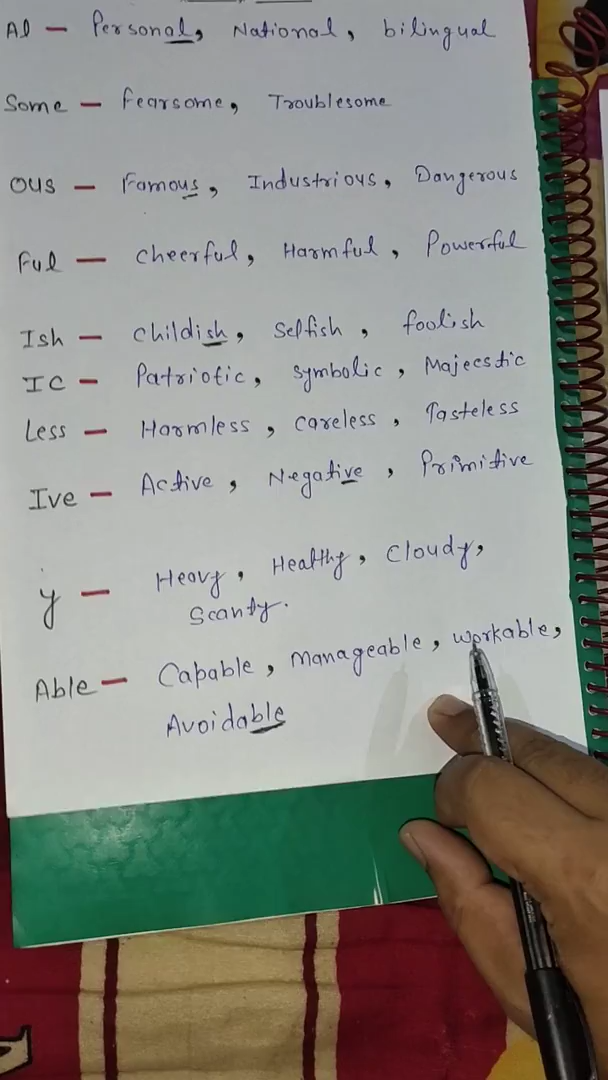 Al — Personal, National, bilingual
Some — Fearsome, Troublesome
OUS — Famous, Industrious, Dangerous
Ful — Cheerful, Harmful, Powerful
Ish — Childish, Selfish, foolish
IC — Patriotic, Symbolic, Majecstic
Less — Harmless, Careless, Tasteless
Ive — Active, Negative, Primitive
y — Heavy, Healthy, Cloudy,
Scanty.
Able — Capable, Manageable, Workable,
Avoidable